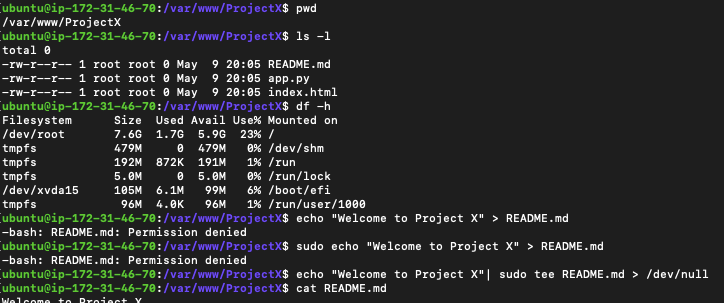 [ubuntu@ip-172-31-46-70:/var/www/ProjectX$ pwd
/var/www/ProjectX
[ubuntu@ip-172-31-46-70:/var/www/ProjectX$ ls -l
total 0
-rw-r--r-- 1 root root 0 May  9 20:05 README.md
-rw-r--r-- 1 root root 0 May  9 20:05 app.py
-rw-r--r-- 1 root root 0 May  9 20:05 index.html
[ubuntu@ip-172-31-46-70:/var/www/ProjectX$ df -h
Filesystem      Size  Used Avail Use% Mounted on
/dev/root       7.6G  1.7G  5.9G  23% /
tmpfs           479M     0  479M   0% /dev/shm
tmpfs           192M  872K  191M   1% /run
tmpfs           5.0M     0  5.0M   0% /run/lock
/dev/xvda15     105M  6.1M   99M   6% /boot/efi
tmpfs            96M  4.0K   96M   1% /run/user/1000
[ubuntu@ip-172-31-46-70:/var/www/ProjectX$ echo "Welcome to Project X" > README.md
-bash: README.md: Permission denied
[ubuntu@ip-172-31-46-70:/var/www/ProjectX$ sudo echo "Welcome to Project X" > README.md
-bash: README.md: Permission denied
[ubuntu@ip-172-31-46-70:/var/www/ProjectX$ echo "Welcome to Project X"| sudo tee README.md > /dev/null
[ubuntu@ip-172-31-46-70:/var/www/ProjectX$ cat README.md
Welcome to Project X